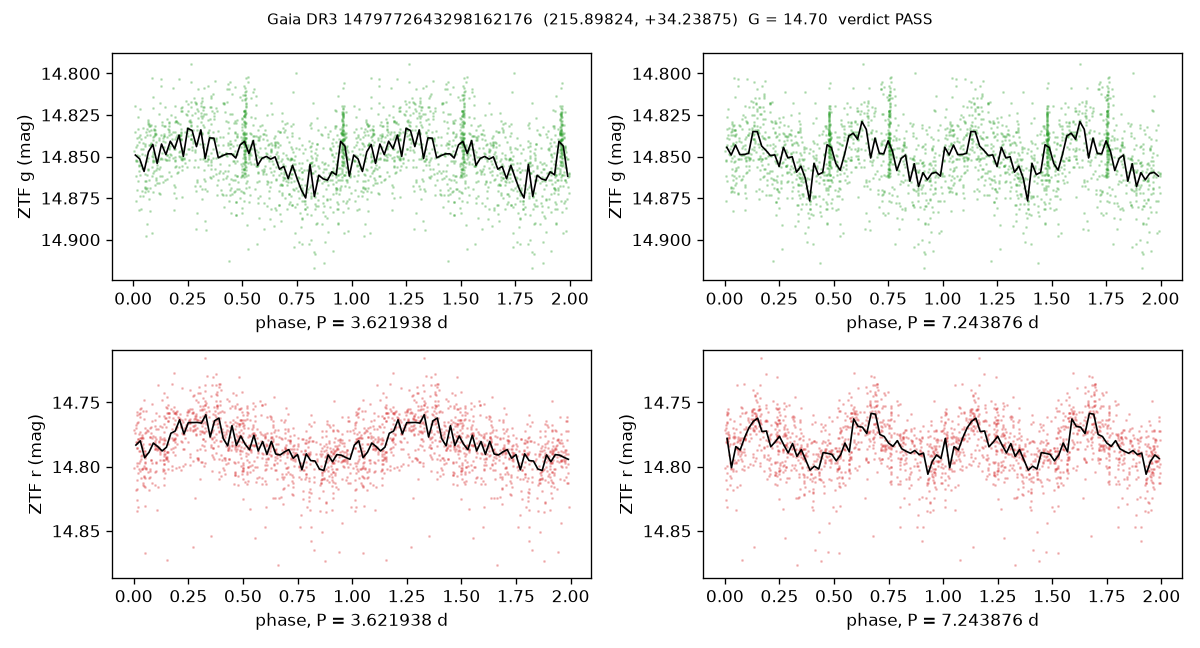 Gaia DR3 1479772643298162176 (215.89824, +34.23875) G = 14.70 verdict PASS
ZTF g (mag)
14.800
14.825
14.850
14.875
14.900
0.00 0.25 0.50 0.75 1.00 1.25 1.50 1.75 2.00
phase, P = 3.621938 d
ZTF g (mag)
14.800
14.825
14.850
14.875
14.900
0.00 0.25 0.50 0.75 1.00 1.25 1.50 1.75 2.00
phase, P = 7.243876 d
ZTF r (mag)
14.75
14.80
14.85
0.00 0.25 0.50 0.75 1.00 1.25 1.50 1.75 2.00
phase, P = 3.621938 d
ZTF r (mag)
14.75
14.80
14.85
0.00 0.25 0.50 0.75 1.00 1.25 1.50 1.75 2.00
phase, P = 7.243876 d